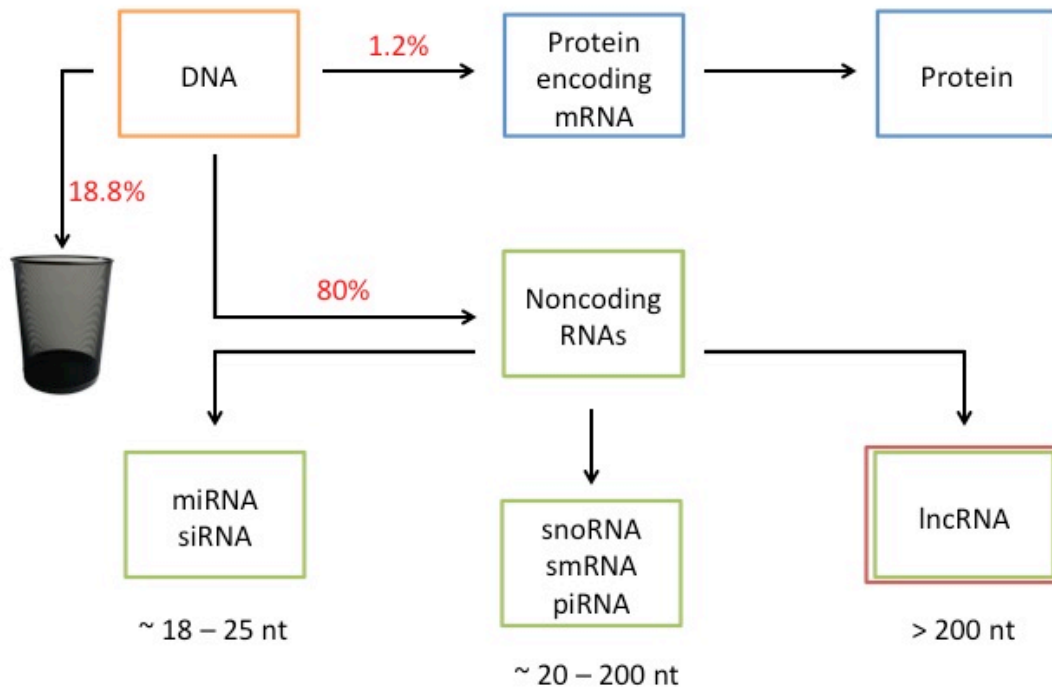 DNA
1.2%
Protein
encoding
mRNA
Protein
18.8%
80%
Noncoding
RNAs
miRNA
siRNA
~ 18 – 25 nt
snoRNA
smRNA
piRNA
~ 20 – 200 nt
lncRNA
> 200 nt